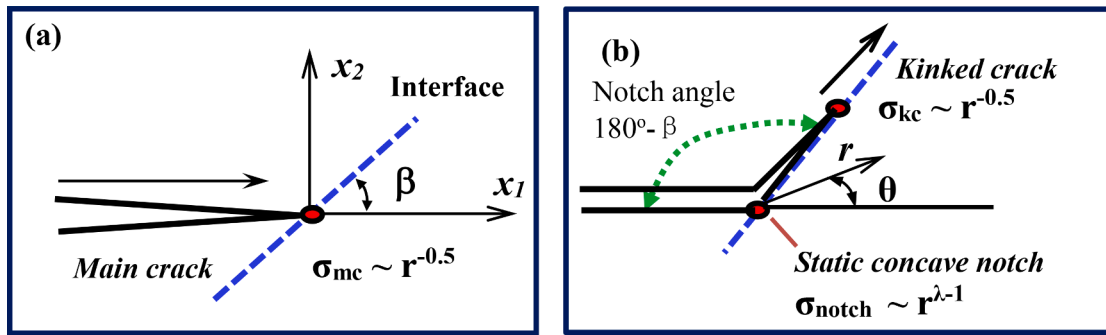 (a)
x2
Interface
β
x1
Main crack
σmc ~ r-0.5
(b)
Kinked crack
σkc ~ r-0.5
Notch angle
180o- β
r
θ
Static concave notch
σnotch ~ rλ-1